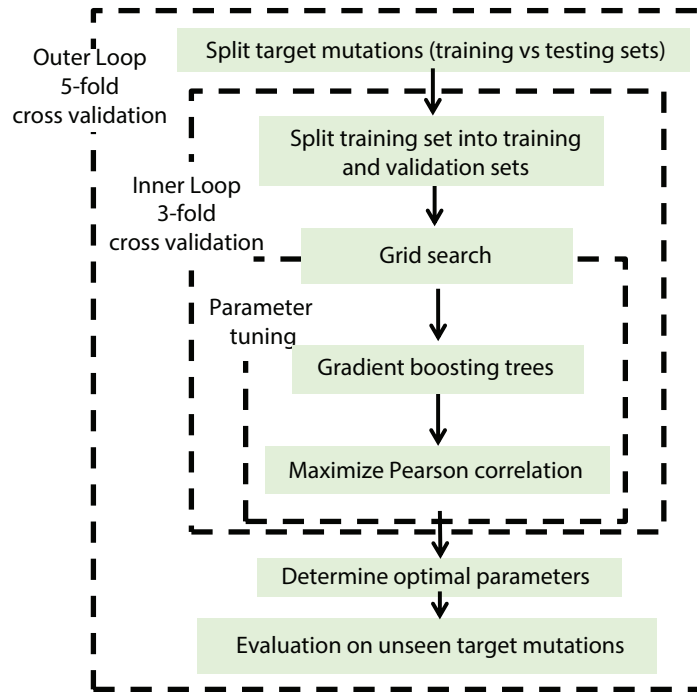 Outer Loop
5-fold
cross validation
Split target mutations (training vs testing sets)
Split training set into training
and validation sets
Inner Loop
3-fold
cross validation
Grid search
Parameter
tuning
Gradient boosting trees
Maximize Pearson correlation
Determine optimal parameters
Evaluation on unseen target mutations